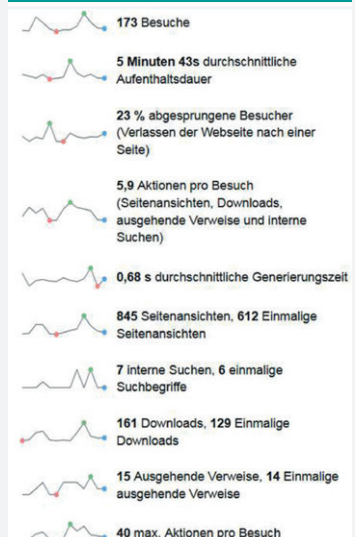 173 Besuche
5 Minuten 43s durchschnittliche
Aufenthaltsdauer
23 % abgesprungene Besucher
(Verlassen der Webseite nach einer
Seite)
5,9 Aktionen pro Besuch
(Seitenansichten, Downloads,
ausgehende Verweise und interne
Suchen)
0,68 s durchschnittliche Generierungszeit
845 Seitenansichten, 612 Einmalige
Seitenansichten
7 interne Suchen, 6 einmalige
Suchbegriffe
161 Downloads, 129 Einmalige
Downloads
15 Ausgehende Verweise, 14 Einmalige
ausgehende Verweise
40 max. Aktionen pro Besuch